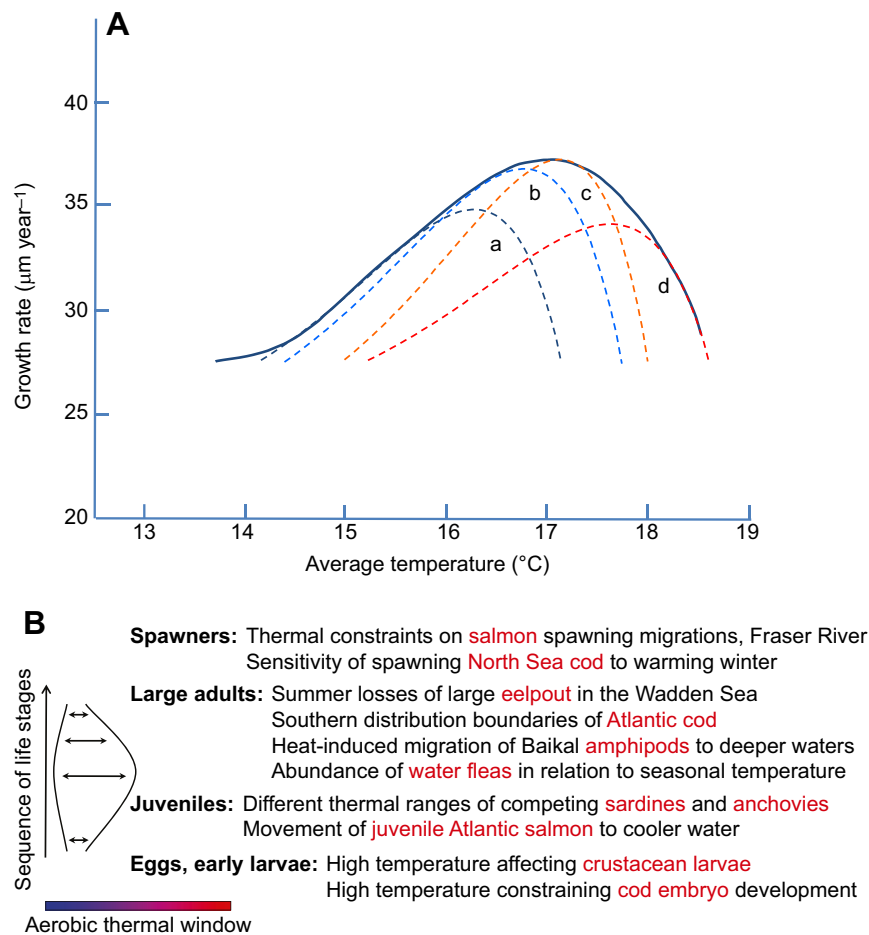 A
40
35
30
25
20
Growth rate (µm year⁻¹)
a
b
c
d
13 14 15 16 17 18 19
Average temperature (°C)
B
Sequence of life stages
Aerobic thermal window
Spawners: Thermal constraints on salmon spawning migrations, Fraser River
Sensitivity of spawning North Sea cod to warming winter
Large adults: Summer losses of large eelpout in the Wadden Sea
Southern distribution boundaries of Atlantic cod
Heat-induced migration of Baikal amphipods to deeper waters
Abundance of water fleas in relation to seasonal temperature
Juveniles: Different thermal ranges of competing sardines and anchovies
Movement of juvenile Atlantic salmon to cooler water
Eggs, early larvae: High temperature affecting crustacean larvae
High temperature constraining cod embryo development